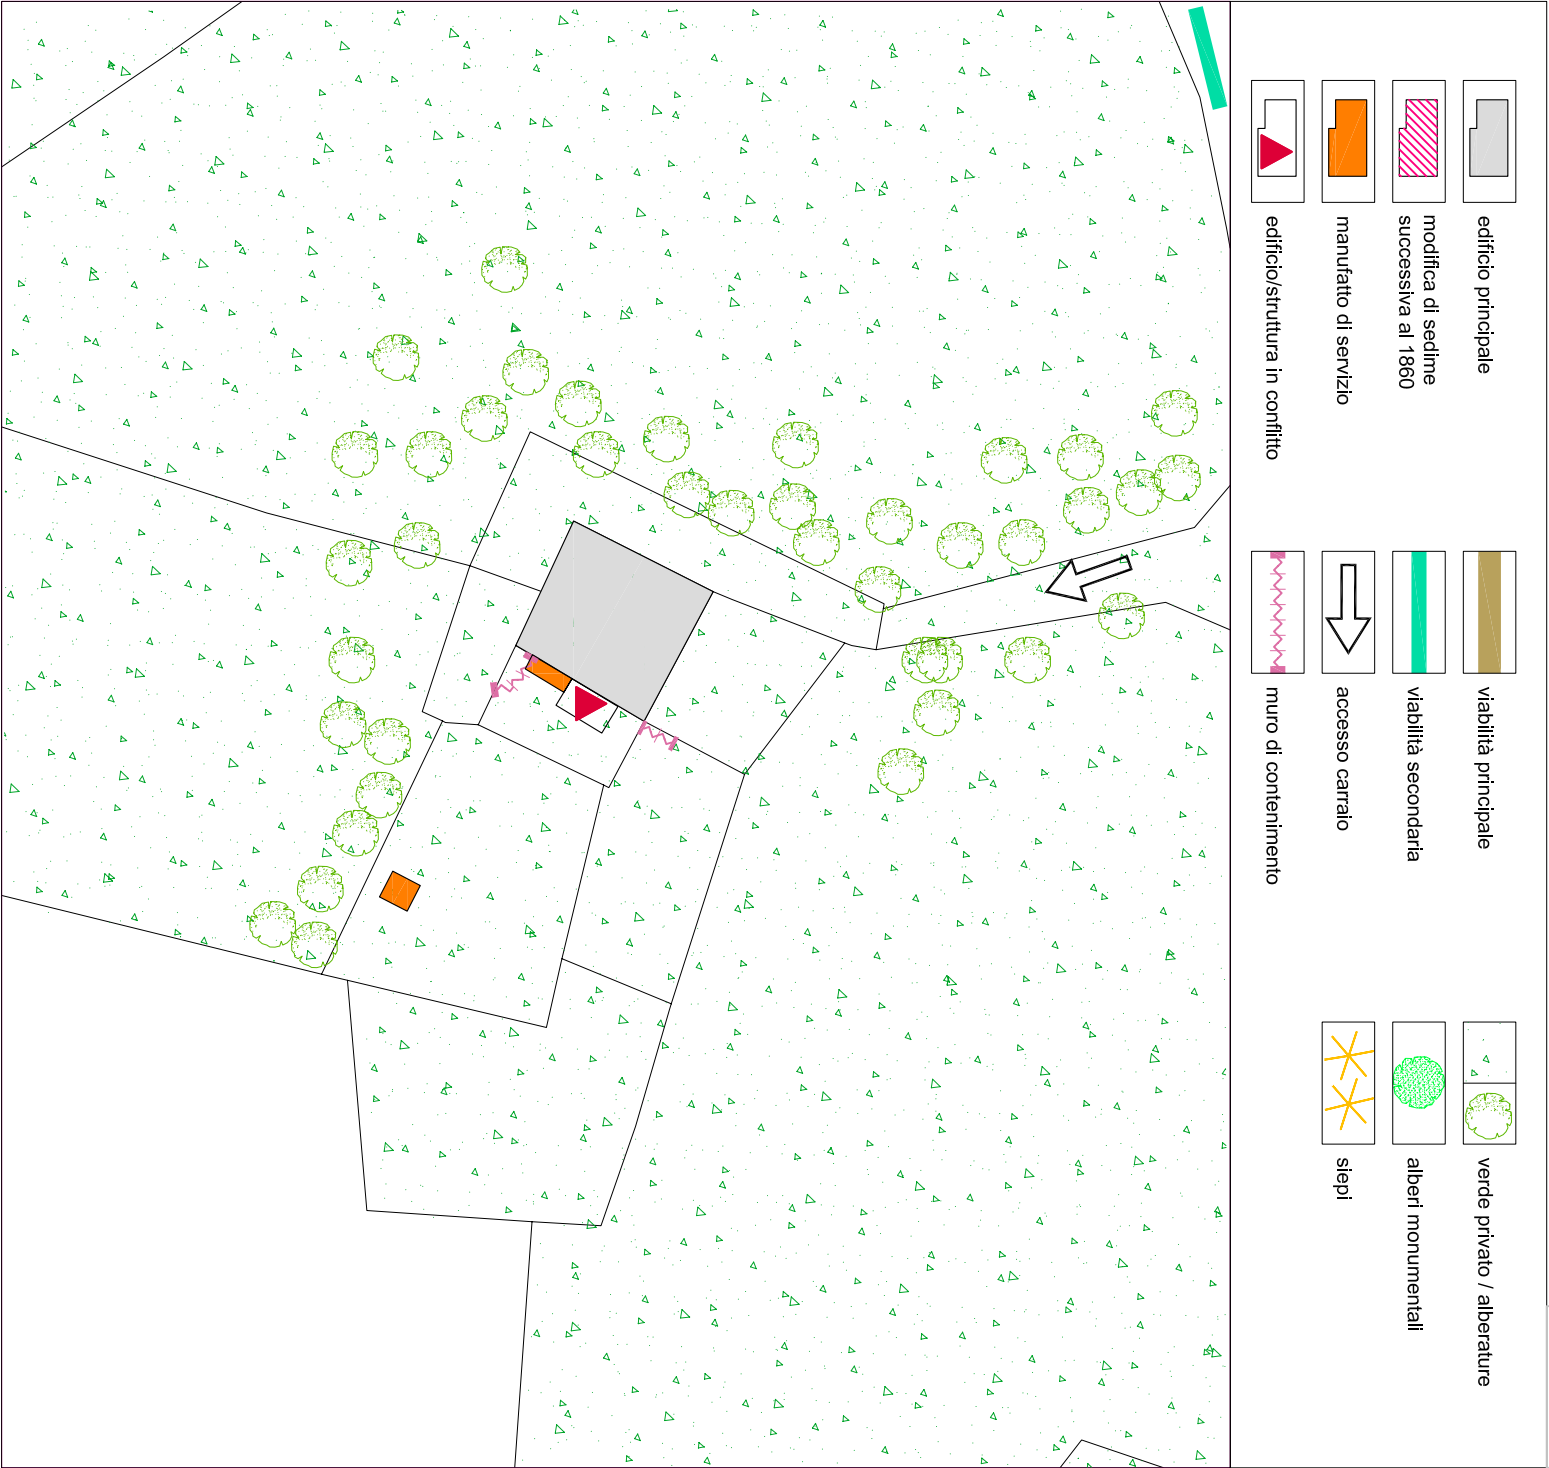 edificio principale
modifica di sedime
successiva al 1860
manufatto di servizio
edificio/struttura in conflitto
viabilità principale
viabilità secondaria
accesso carraio
muro di contenimento
verde privato / alberature
alberi monumentali
siepi